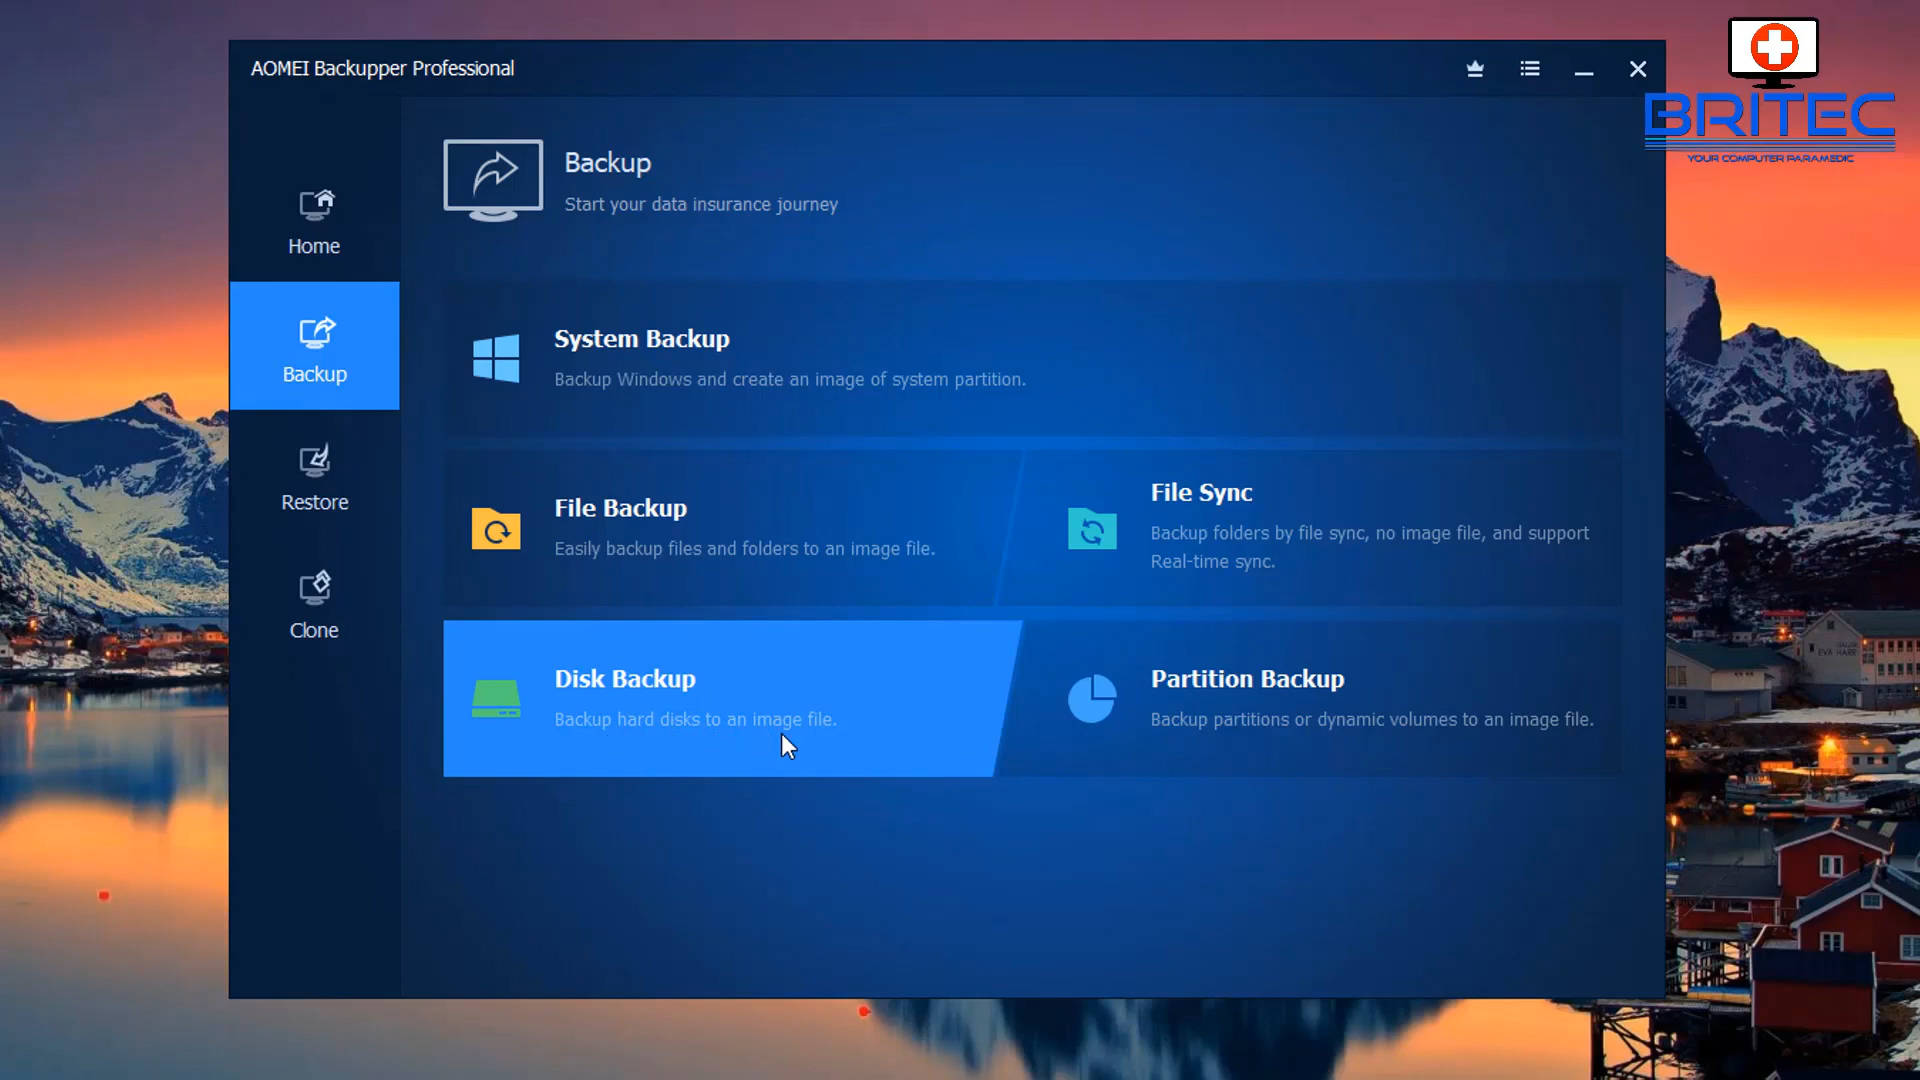 AOMEI Backupper Professional
BRITEC
YOUR COMPUTER PARAMEDIC
Home
Backup
Restore
Clone
Backup
Start your data insurance journey
System Backup
Backup Windows and create an image of system partition.
File Backup
Easily backup files and folders to an image file.
File Sync
Backup folders by file sync, no image file, and support
Real-time sync.
Disk Backup
Backup hard disks to an image file.
Partition Backup
Backup partitions or dynamic volumes to an image file.